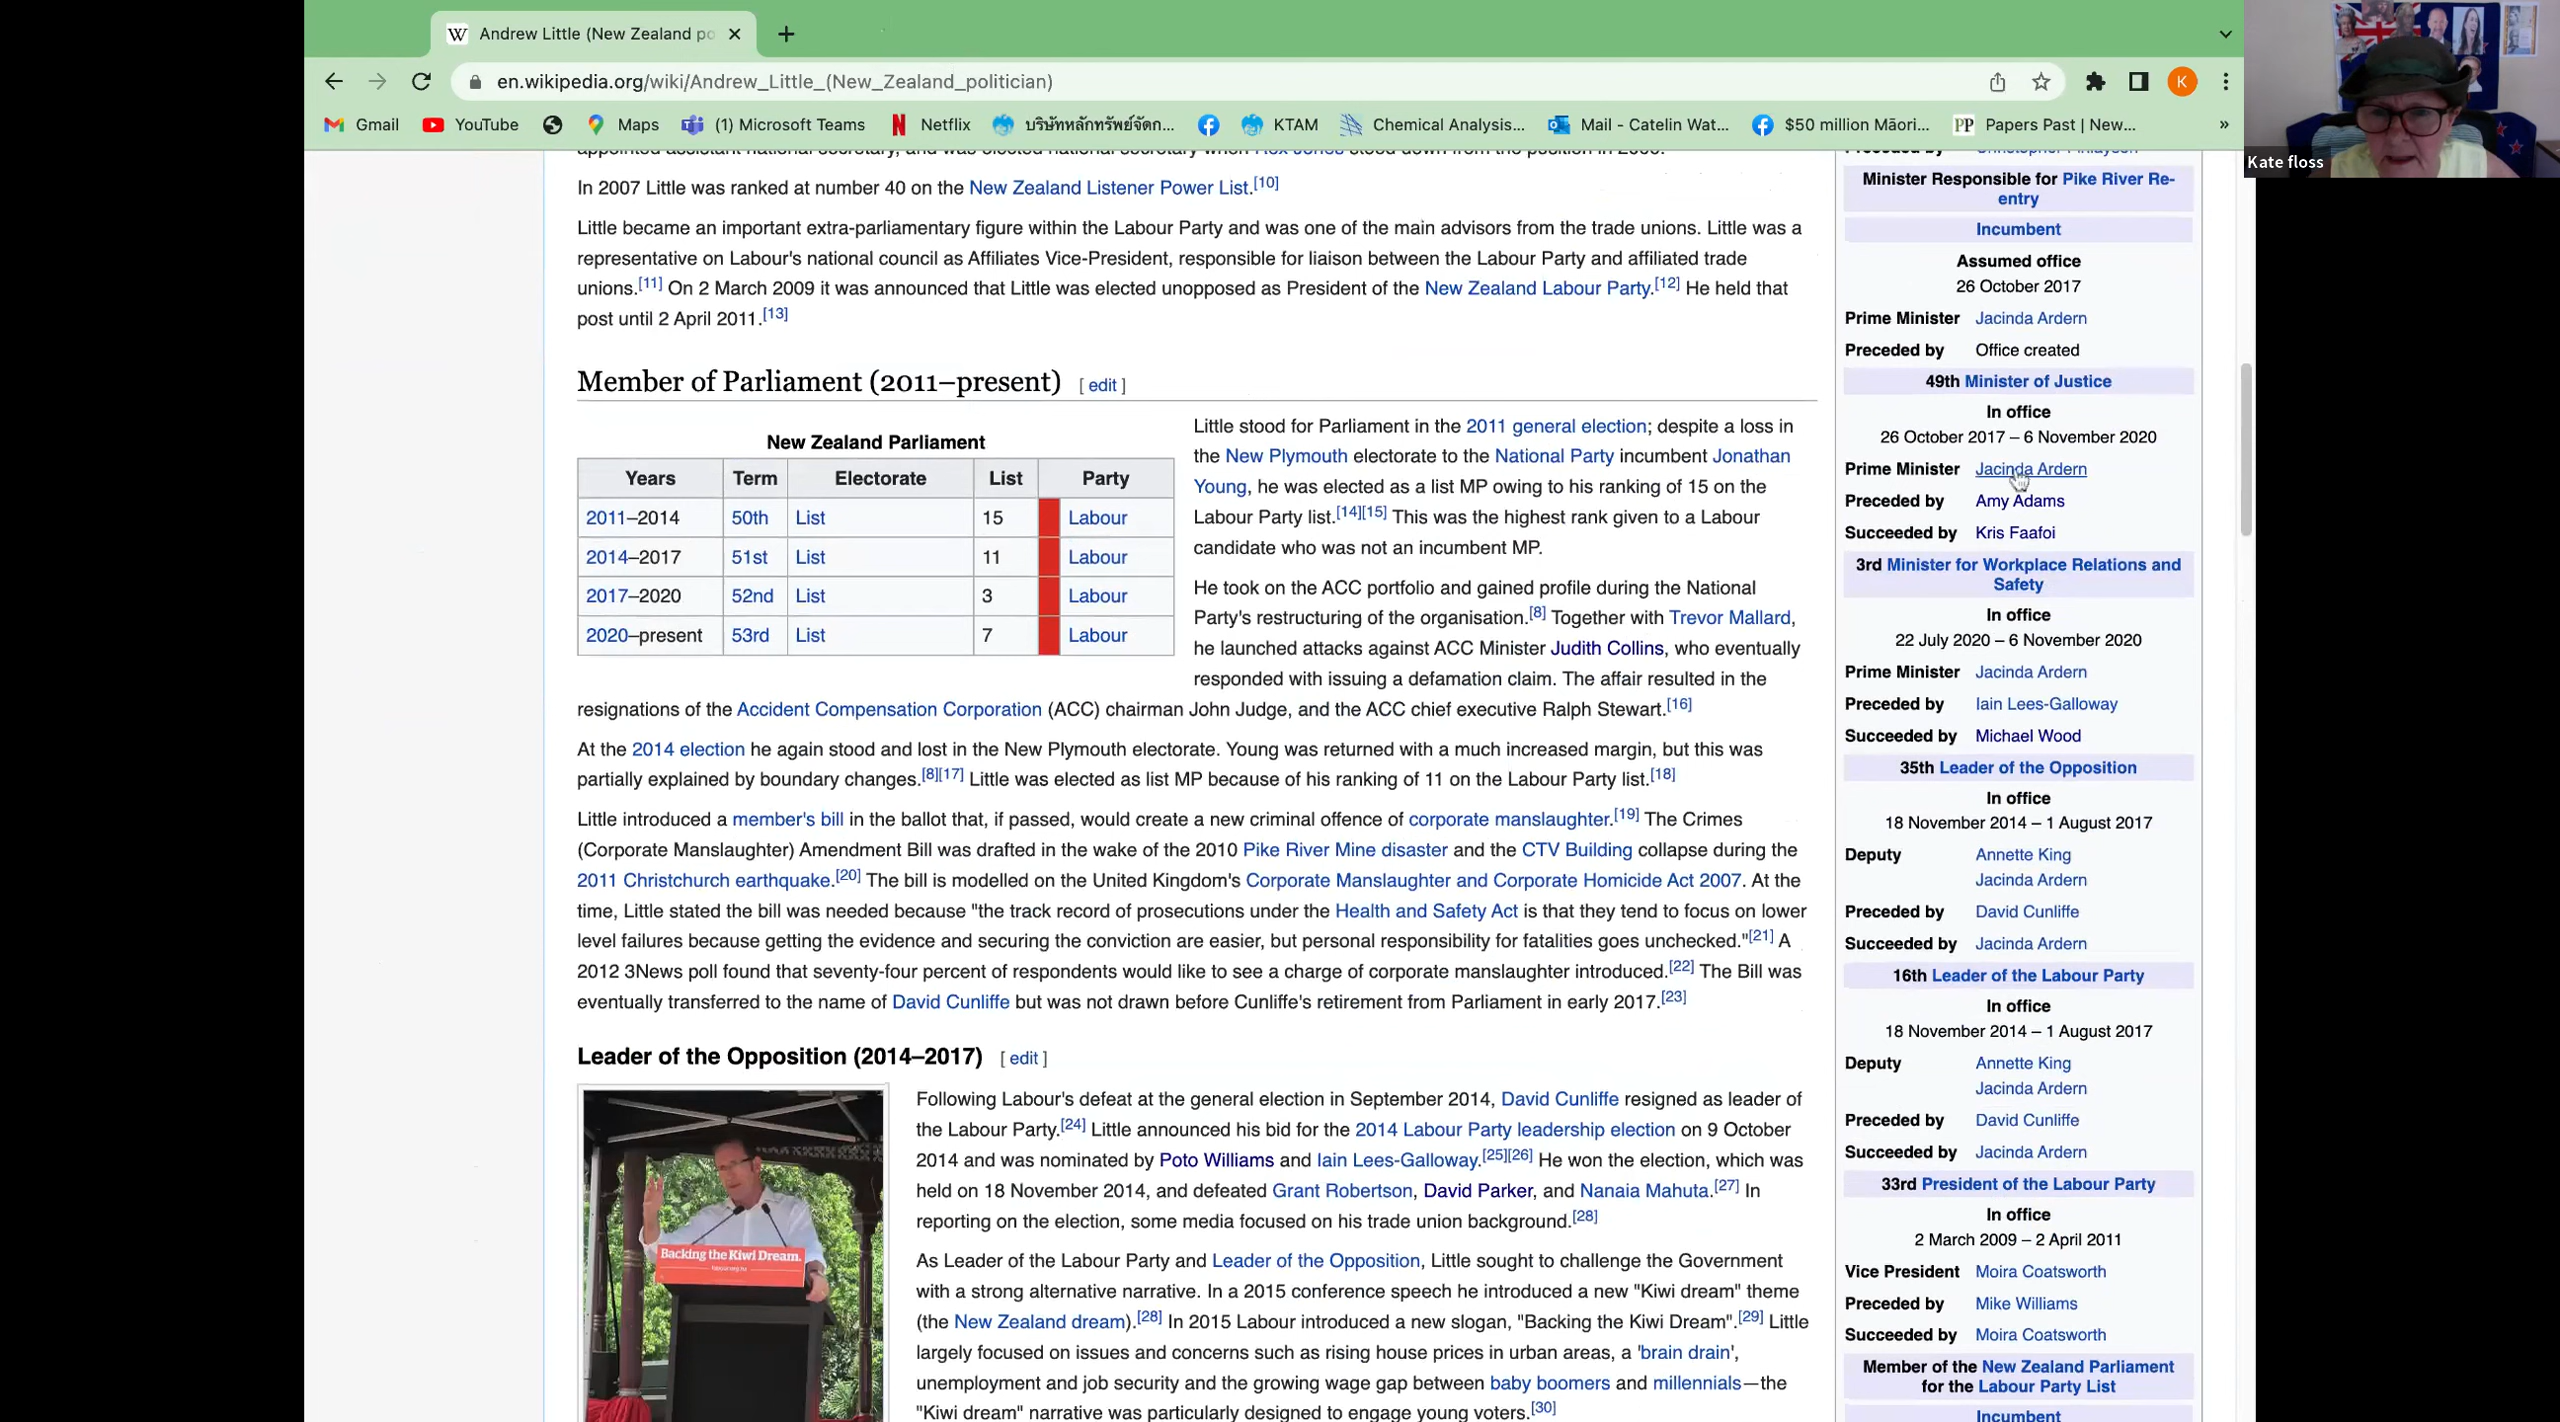 Andrew Little (New Zealand po
en.wikipedia.org/wiki/Andrew_Little_(New_Zealand_politician)
K
Gmail
YouTube
Maps
(1) Microsoft Teams
Netflix
บริษัทหลักทรัพย์จัดก...
KTAM
Chemical Analysis...
Mail - Catelin Wat...
$50 million Māori...
Papers Past | New...
»
Kate floss
In 2007 Little was ranked at number 40 on the New Zealand Listener Power List.[10]
Little became an important extra-parliamentary figure within the Labour Party and was one of the main advisors from the trade unions. Little was a
representative on Labour's national council as Affiliates Vice-President, responsible for liaison between the Labour Party and affiliated trade
unions.[11] On 2 March 2009 it was announced that Little was elected unopposed as President of the New Zealand Labour Party.[12] He held that
post until 2 April 2011.[13]
Member of Parliament (2011–present) [ edit ]
New Zealand Parliament
Years Term Electorate List Party
2011–2014 50th List 15 Labour
2014–2017 51st List 11 Labour
2017–2020 52nd List 3 Labour
2020–present 53rd List 7 Labour
Little stood for Parliament in the 2011 general election; despite a loss in
the New Plymouth electorate to the National Party incumbent Jonathan
Young, he was elected as a list MP owing to his ranking of 15 on the
Labour Party list.[14][15] This was the highest rank given to a Labour
candidate who was not an incumbent MP.
He took on the ACC portfolio and gained profile during the National
Party's restructuring of the organisation.[8] Together with Trevor Mallard,
he launched attacks against ACC Minister Judith Collins, who eventually
responded with issuing a defamation claim. The affair resulted in the
resignations of the Accident Compensation Corporation (ACC) chairman John Judge, and the ACC chief executive Ralph Stewart.[16]
At the 2014 election he again stood and lost in the New Plymouth electorate. Young was returned with a much increased margin, but this was
partially explained by boundary changes.[8][17] Little was elected as list MP because of his ranking of 11 on the Labour Party list.[18]
Little introduced a member's bill in the ballot that, if passed, would create a new criminal offence of corporate manslaughter.[19] The Crimes
(Corporate Manslaughter) Amendment Bill was drafted in the wake of the 2010 Pike River Mine disaster and the CTV Building collapse during the
2011 Christchurch earthquake.[20] The bill is modelled on the United Kingdom's Corporate Manslaughter and Corporate Homicide Act 2007. At the
time, Little stated the bill was needed because "the track record of prosecutions under the Health and Safety Act is that they tend to focus on lower
level failures because getting the evidence and securing the conviction are easier, but personal responsibility for fatalities goes unchecked."[21] A
2012 3News poll found that seventy-four percent of respondents would like to see a charge of corporate manslaughter introduced.[22] The Bill was
eventually transferred to the name of David Cunliffe but was not drawn before Cunliffe's retirement from Parliament in early 2017.[23]
Leader of the Opposition (2014–2017) [ edit ]
Backing the Kiwi Dream.
Following Labour's defeat at the general election in September 2014, David Cunliffe resigned as leader of
the Labour Party.[24] Little announced his bid for the 2014 Labour Party leadership election on 9 October
2014 and was nominated by Poto Williams and Iain Lees-Galloway.[25][26] He won the election, which was
held on 18 November 2014, and defeated Grant Robertson, David Parker, and Nanaia Mahuta.[27] In
reporting on the election, some media focused on his trade union background.[28]
As Leader of the Labour Party and Leader of the Opposition, Little sought to challenge the Government
with a strong alternative narrative. In a 2015 conference speech he introduced a new "Kiwi dream" theme
(the New Zealand dream).[28] In 2015 Labour introduced a new slogan, "Backing the Kiwi Dream".[29] Little
largely focused on issues and concerns such as rising house prices in urban areas, a 'brain drain',
unemployment and job security and the growing wage gap between baby boomers and millennials—the
"Kiwi dream" narrative was particularly designed to engage young voters.[30]
Minister Responsible for Pike River Re-
entry
Incumbent
Assumed office
26 October 2017
Prime Minister Jacinda Ardern
Preceded by Office created
49th Minister of Justice
In office
26 October 2017 – 6 November 2020
Prime Minister Jacinda Ardern
Preceded by Amy Adams
Succeeded by Kris Faafoi
3rd Minister for Workplace Relations and
Safety
In office
22 July 2020 – 6 November 2020
Prime Minister Jacinda Ardern
Preceded by Iain Lees-Galloway
Succeeded by Michael Wood
35th Leader of the Opposition
In office
18 November 2014 – 1 August 2017
Deputy Annette King
Jacinda Ardern
Preceded by David Cunliffe
Succeeded by Jacinda Ardern
16th Leader of the Labour Party
In office
18 November 2014 – 1 August 2017
Deputy Annette King
Jacinda Ardern
Preceded by David Cunliffe
Succeeded by Jacinda Ardern
33rd President of the Labour Party
In office
2 March 2009 – 2 April 2011
Vice President Moira Coatsworth
Preceded by Mike Williams
Succeeded by Moira Coatsworth
Member of the New Zealand Parliament
for the Labour Party List
Incumbent